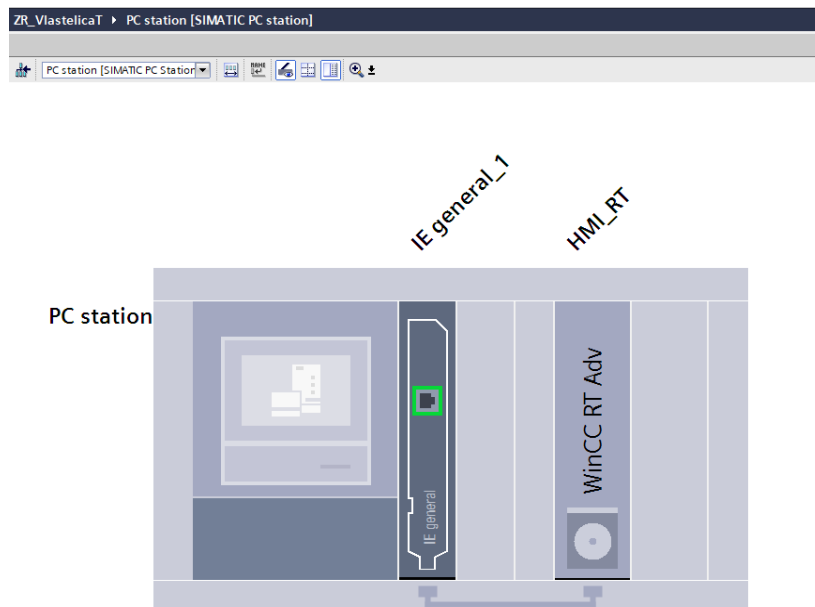 ZR_VlastelicaT ▸ PC station [SIMATIC PC station]
PC station [SIMATIC PC Station
IE general_1
HMI_RT
PC station
WinCC RT Adv
IE general